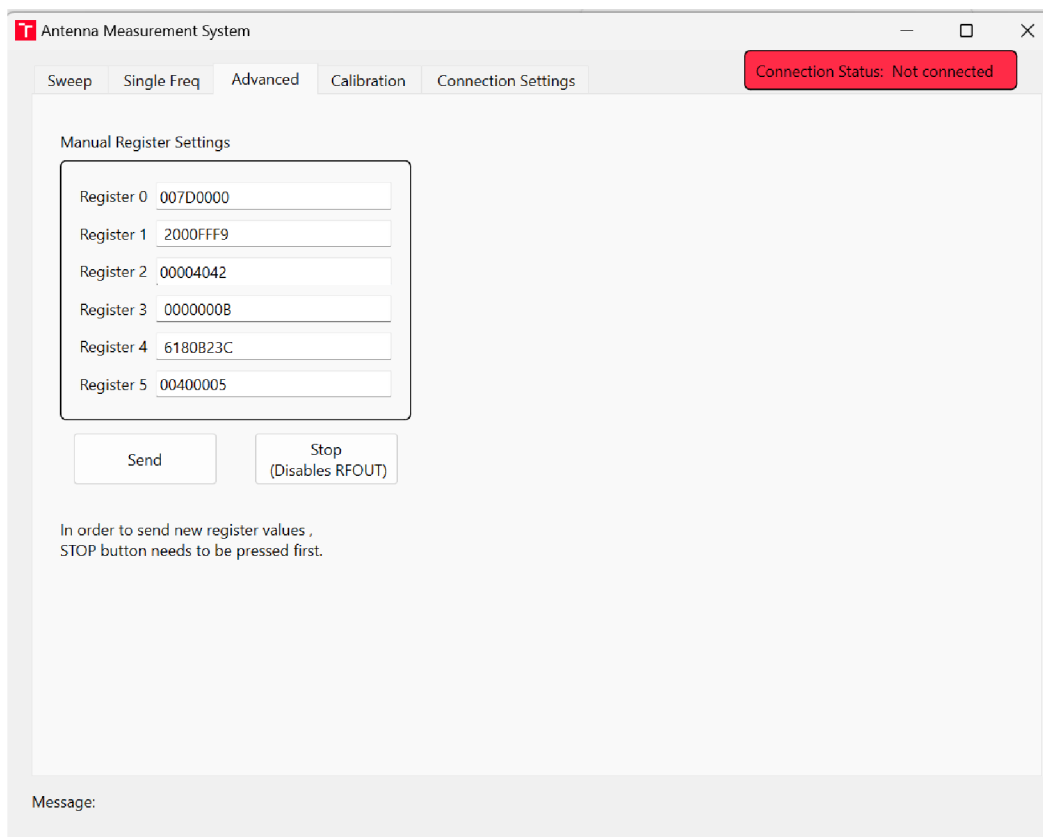 Antenna Measurement System
Sweep Single Freq Advanced Calibration Connection Settings
Connection Status: Not connected
Manual Register Settings
Register 0 007D0000
Register 1 2000FFF9
Register 2 00004042
Register 3 0000000B
Register 4 6180B23C
Register 5 00400005
Send
Stop
(Disables RFOUT)
In order to send new register values ,
STOP button needs to be pressed first.
Message: